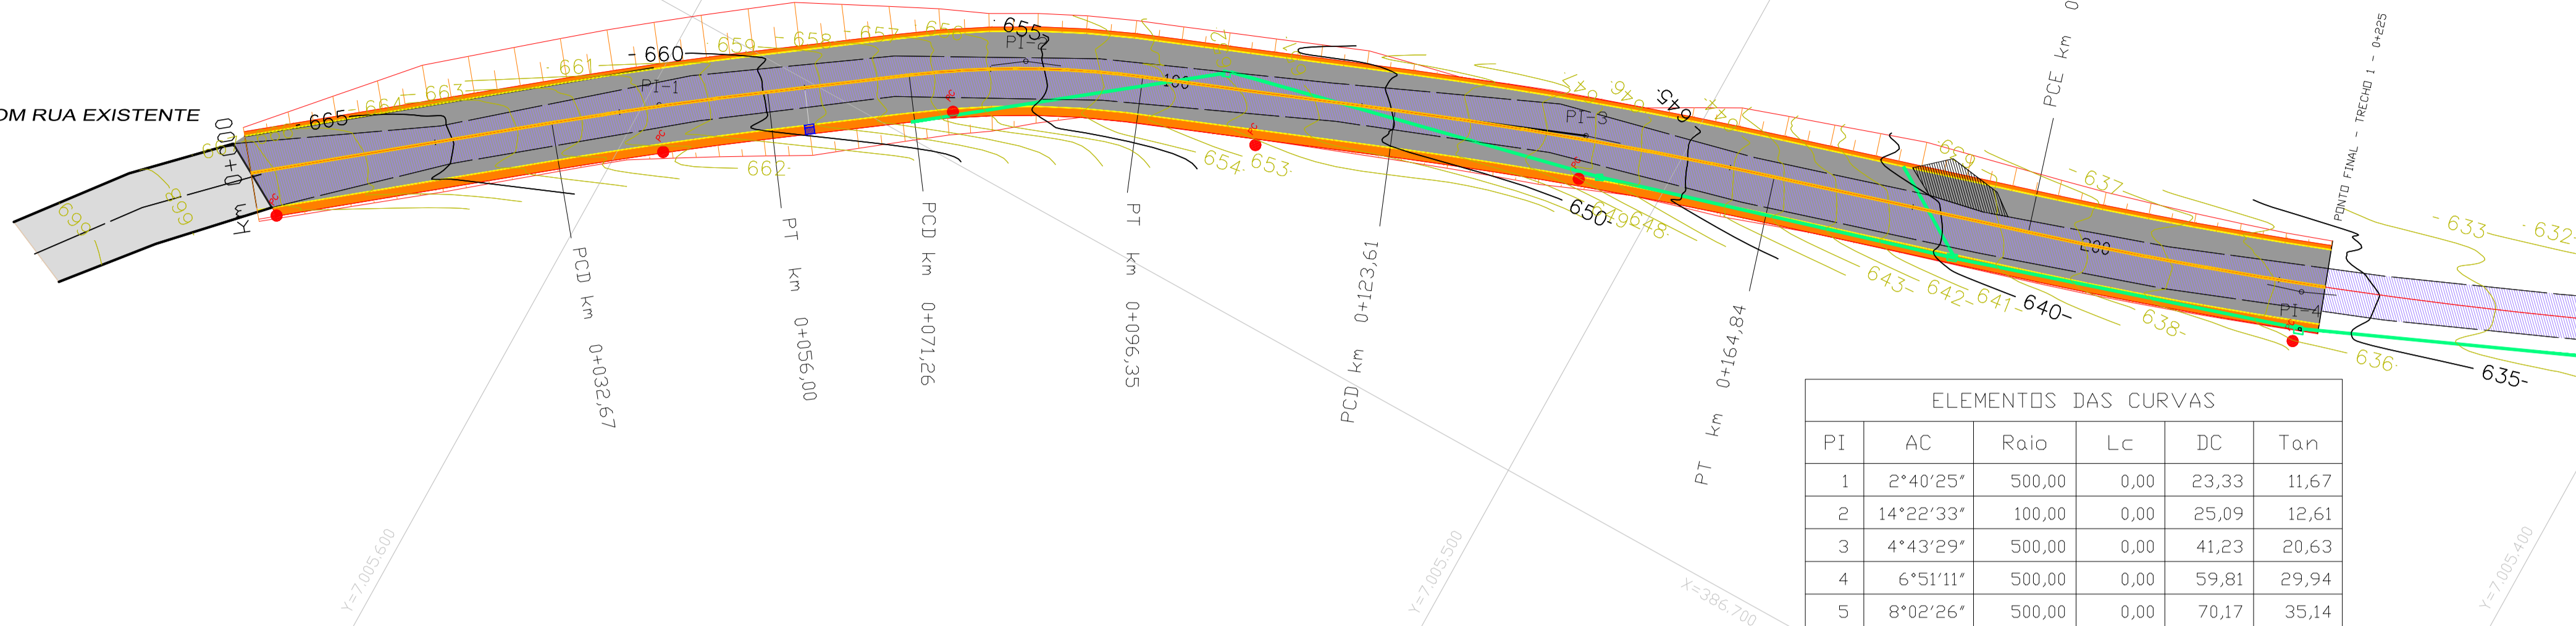 OM RUA EXISTENTE
km 0+000
- 665
-664
- 663
- 661
- 660
659
- 658
- 657
655
PI-1
PI-2
100
PI-3
645
200
PI-4
- 637
- 633
- 632
662
654
653
650-
649
648
643-
642-
641
640-
638-
636
635-
669
668
PCD km 0+032,67
PT km 0+056,00
PCD km 0+071,26
PT km 0+096,35
PCD km 0+123,61
PT km 0+164,84
PCE km 0
PONTO FINAL - TRECHO 1 - 0+225
Y=7.005.600
Y=7.005.500
X=386.700
Y=7.005.400
ELEMENTOS DAS CURVAS
PI AC Raio Lc DC Tan
1 2°40'25" 500,00 0,00 23,33 11,67
2 14°22'33" 100,00 0,00 25,09 12,61
3 4°43'29" 500,00 0,00 41,23 20,63
4 6°51'11" 500,00 0,00 59,81 29,94
5 8°02'26" 500,00 0,00 70,17 35,14